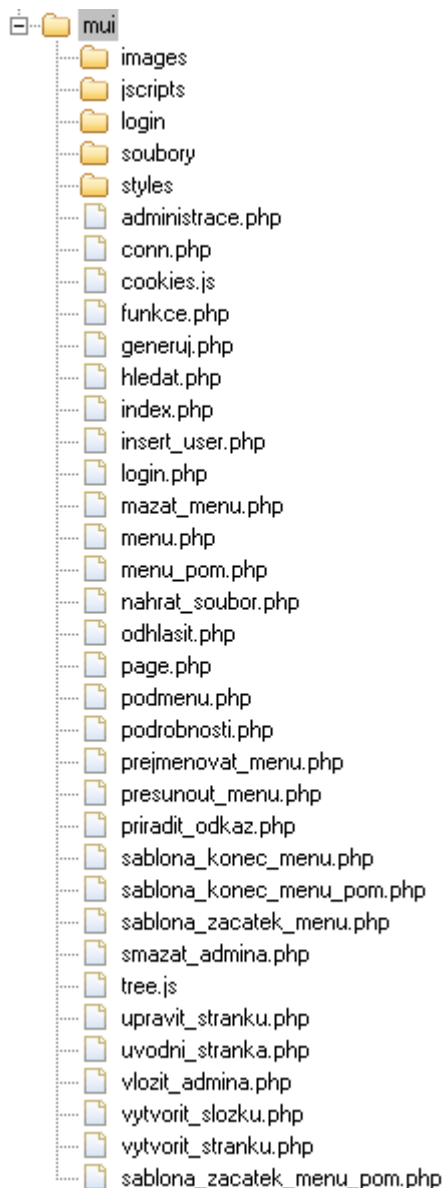 mui
images
jscripts
login
soubory
styles
administrace.php
conn.php
cookies.js
funkce.php
generuj.php
hledat.php
index.php
insert_user.php
login.php
mazat_menu.php
menu.php
menu_pom.php
nahrat_soubor.php
odhlasit.php
page.php
podmenu.php
podrobnosti.php
prejmenovat_menu.php
presunout_menu.php
priradit_odkaz.php
sablona_konec_menu.php
sablona_konec_menu_pom.php
sablona_zacatek_menu.php
smazat_admina.php
tree.js
upravit_stranku.php
uvodni_stranka.php
vlozit_admina.php
vytvorit_slozku.php
vytvorit_stranku.php
sablona_zacatek_menu_pom.php